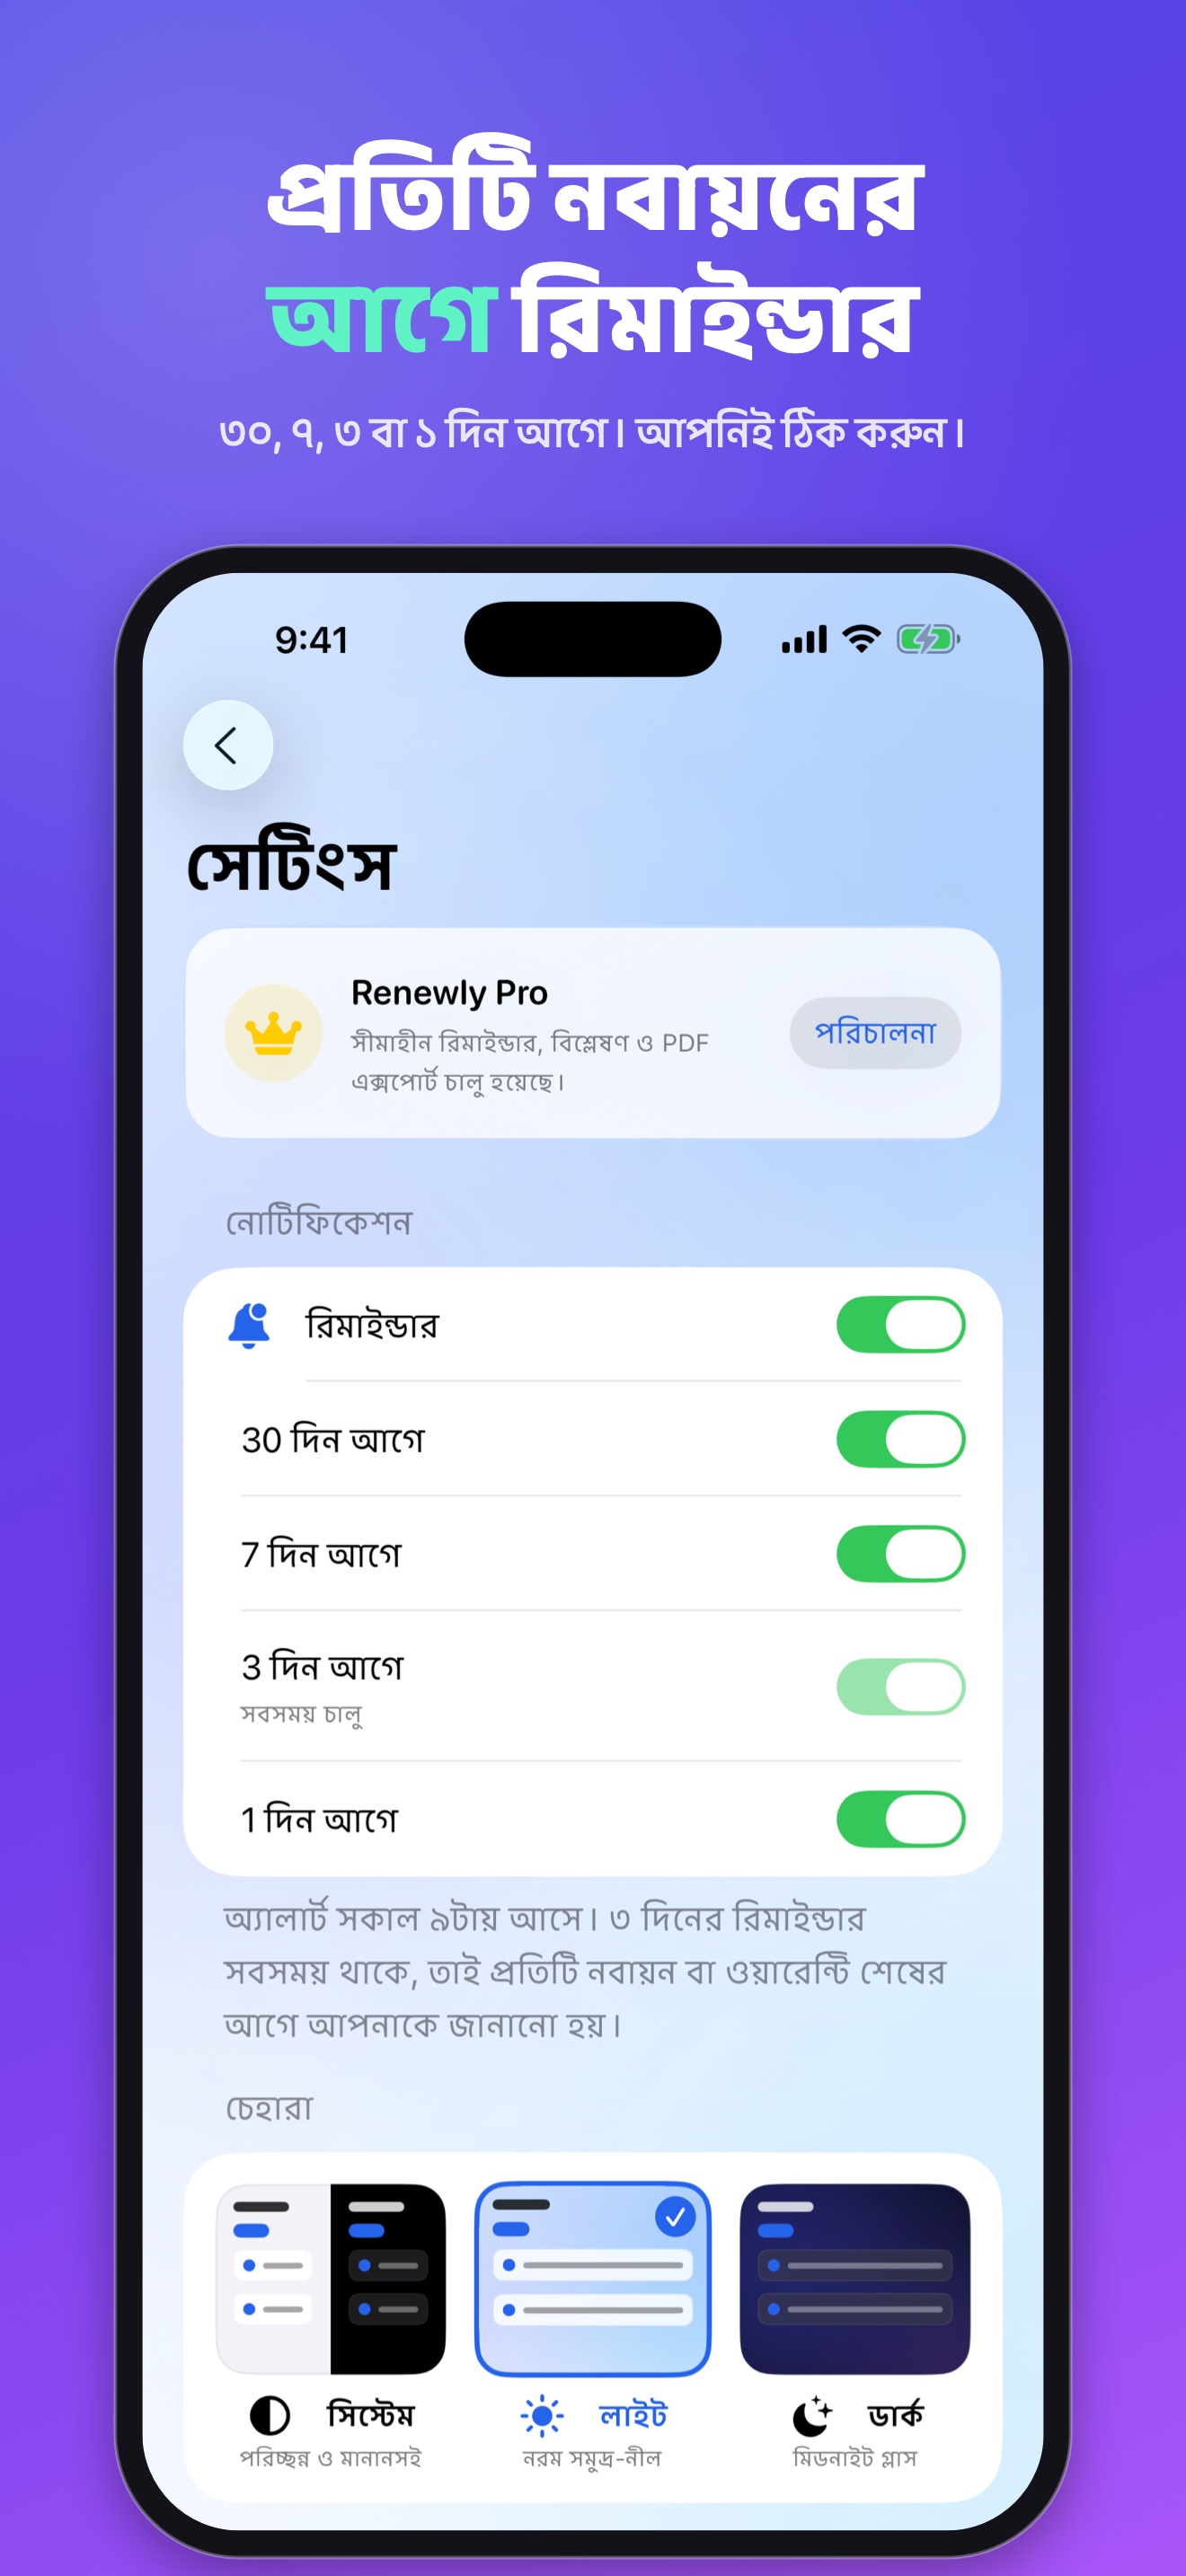 প্রতিটি নবায়নের
আগে রিমাইন্ডার
৩০, ৭, ৩ বা ১ দিন আগে। আপনিই ঠিক করুন।
9:41
সেটিংস
Renewly Pro
সীমাহীন রিমাইন্ডার, বিশ্লেষণ ও PDF
এক্সপোর্ট চালু হয়েছে।
পরিচালনা
নোটিফিকেশন
রিমাইন্ডার
30 দিন আগে
7 দিন আগে
3 দিন আগে
সবসময় চালু
1 দিন আগে
অ্যালার্ট সকাল ৯টায় আসে। ৩ দিনের রিমাইন্ডার
সবসময় থাকে, তাই প্রতিটি নবায়ন বা ওয়ারেন্টি শেষের
আগে আপনাকে জানানো হয়।
চেহারা
সিস্টেম
পরিচ্ছন্ন ও মানানসই
লাইট
নরম সমুদ্র-নীল
ডার্ক
মিডনাইট গ্লাস